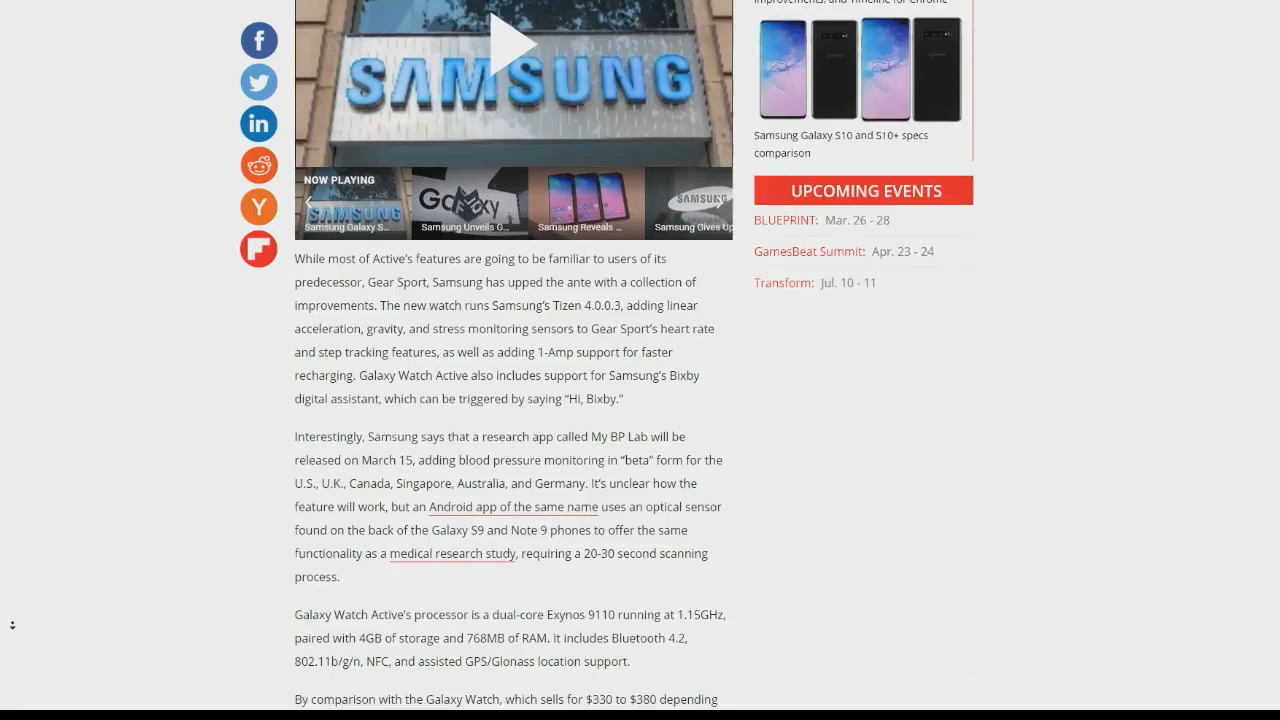 Improvements, and Timeline for Chrome
f
in
Y
SAMSUNG
Samsung Galaxy S10 and S10+ specs
comparison
NOW PLAYING
SAMSUNG
Galaxy
SAMSUNG
Samsung Galaxy S...
Samsung Unveils G...
Samsung Reveals ...
Samsung Gives Up
UPCOMING EVENTS
BLUEPRINT: Mar. 26 - 28
GamesBeat Summit: Apr. 23 - 24
Transform: Jul. 10 - 11
While most of Active’s features are going to be familiar to users of its
predecessor, Gear Sport, Samsung has upped the ante with a collection of
improvements. The new watch runs Samsung’s Tizen 4.0.0.3, adding linear
acceleration, gravity, and stress monitoring sensors to Gear Sport’s heart rate
and step tracking features, as well as adding 1-Amp support for faster
recharging. Galaxy Watch Active also includes support for Samsung’s Bixby
digital assistant, which can be triggered by saying “Hi, Bixby.”
Interestingly, Samsung says that a research app called My BP Lab will be
released on March 15, adding blood pressure monitoring in “beta” form for the
U.S., U.K., Canada, Singapore, Australia, and Germany. It’s unclear how the
feature will work, but an Android app of the same name uses an optical sensor
found on the back of the Galaxy S9 and Note 9 phones to offer the same
functionality as a medical research study, requiring a 20-30 second scanning
process.
Galaxy Watch Active’s processor is a dual-core Exynos 9110 running at 1.15GHz,
paired with 4GB of storage and 768MB of RAM. It includes Bluetooth 4.2,
802.11b/g/n, NFC, and assisted GPS/Glonass location support.
By comparison with the Galaxy Watch, which sells for $330 to $380 depending